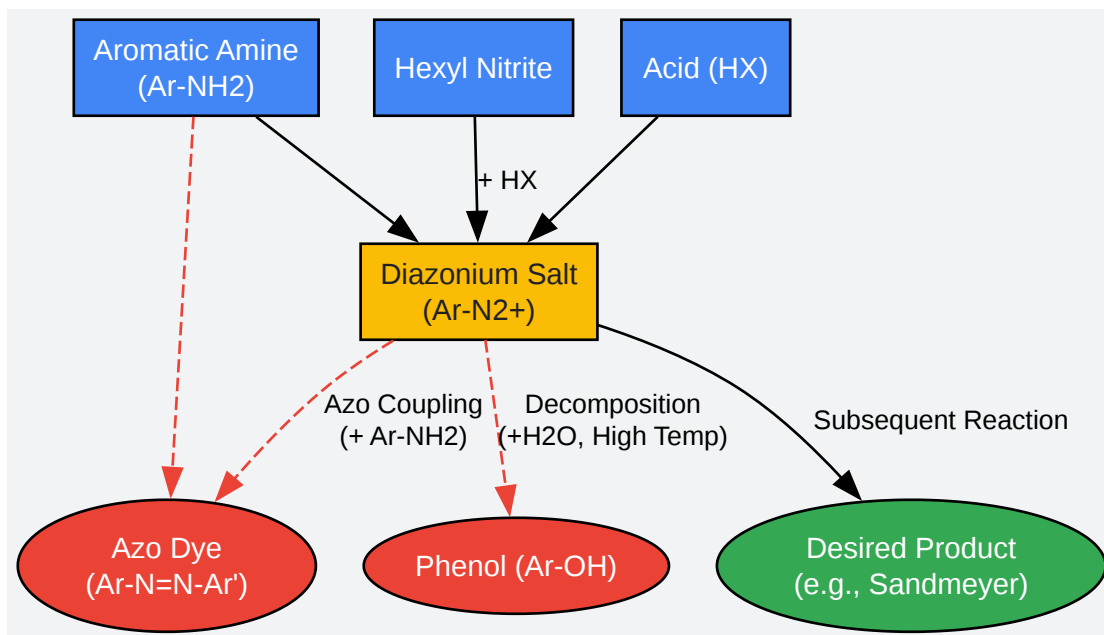 Aromatic Amine
(Ar-NH2)
Hexyl Nitrite
Acid (HX)
+ HX
Diazonium Salt
(Ar-N2+)
Azo Coupling
(+ Ar-NH2)
Decomposition
(+H2O, High Temp)
Subsequent Reaction
Azo Dye
(Ar-N=N-Ar')
Phenol (Ar-OH)
Desired Product
(e.g., Sandmeyer)